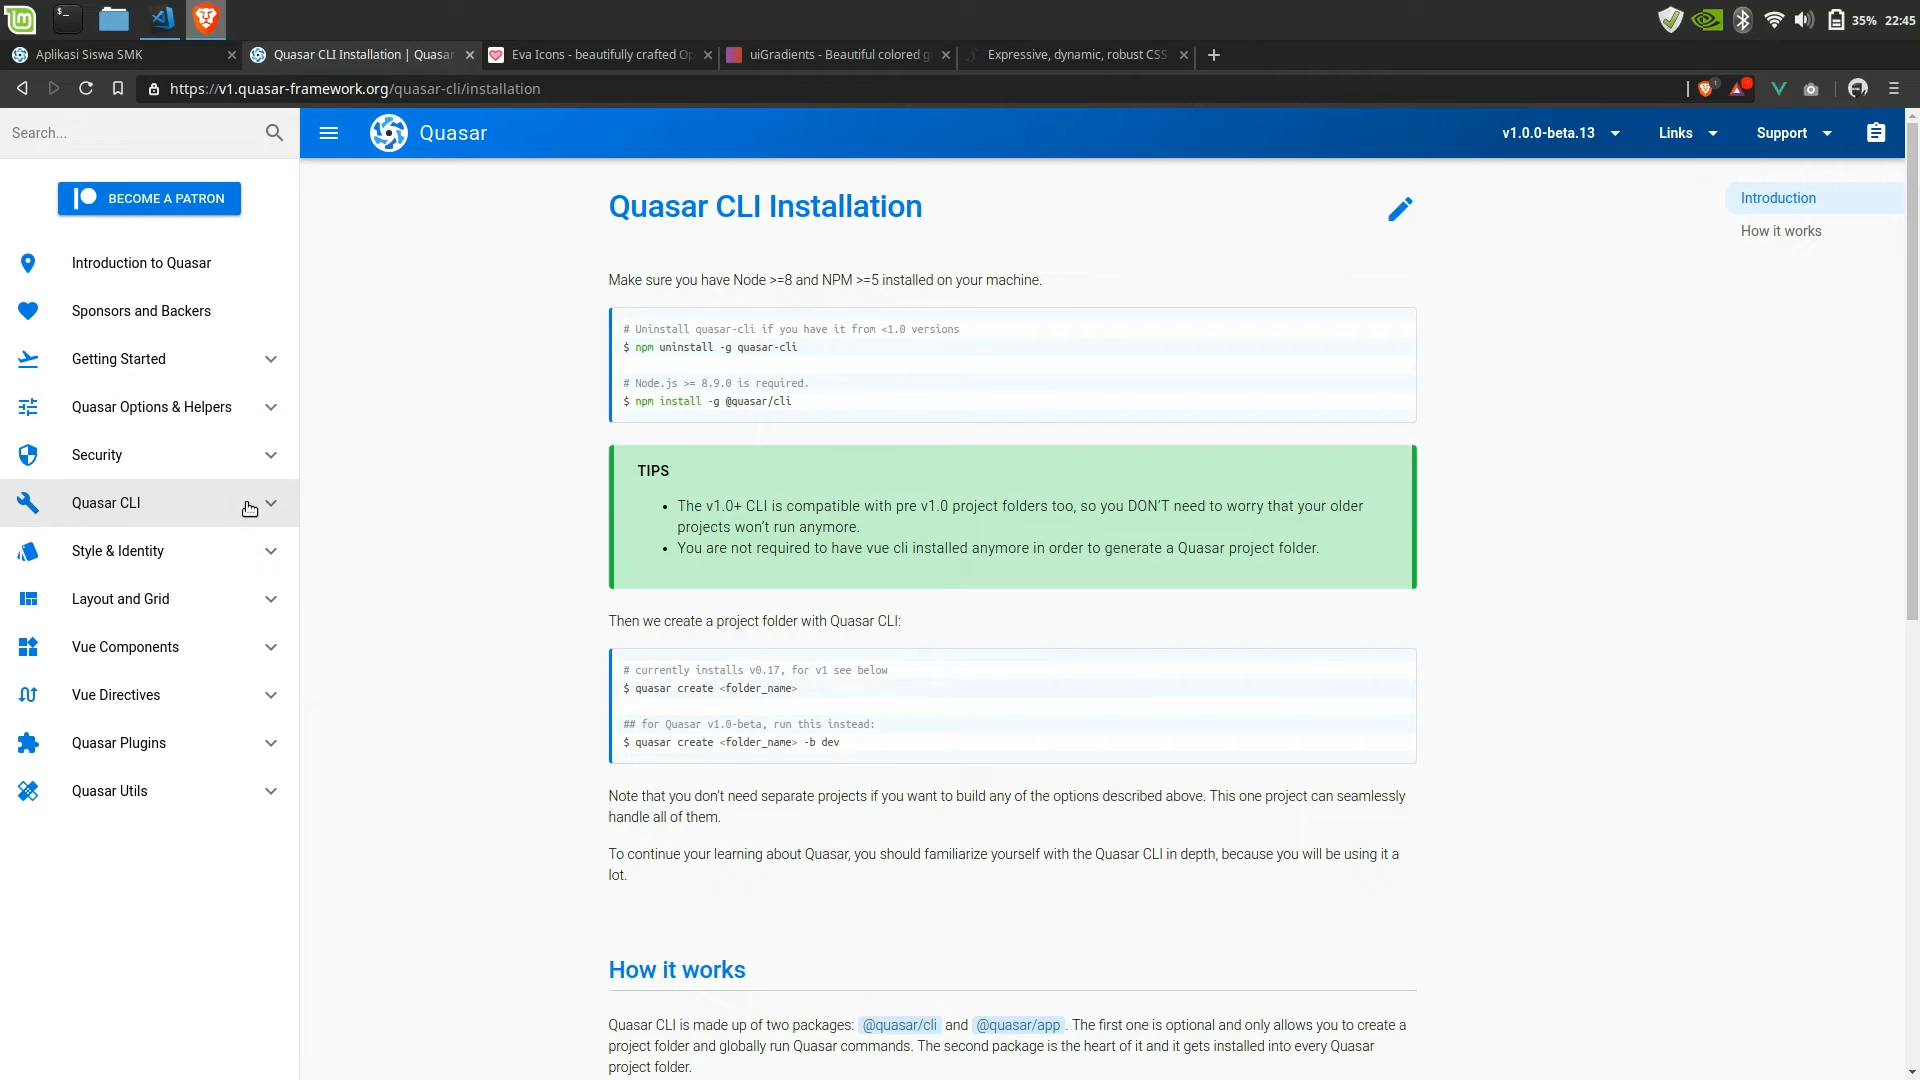 35% 22:45
Aplikasi Siswa SMK
Quasar CLI Installation | Quasar
Eva Icons - beautifully crafted Op
uiGradients - Beautiful colored g
Expressive, dynamic, robust CSS
https://v1.quasar-framework.org/quasar-cli/installation
Search...
Quasar
v1.0.0-beta.13
Links
Support
BECOME A PATRON
Introduction to Quasar
Sponsors and Backers
Getting Started
Quasar Options & Helpers
Security
Quasar CLI
Style & Identity
Layout and Grid
Vue Components
Vue Directives
Quasar Plugins
Quasar Utils
Quasar CLI Installation
Make sure you have Node >=8 and NPM >=5 installed on your machine.
# Uninstall quasar-cli if you have it from <1.0 versions
$ npm uninstall -g quasar-cli
# Node.js >= 8.9.0 is required.
$ npm install -g @quasar/cli
TIPS
• The v1.0+ CLI is compatible with pre v1.0 project folders too, so you DON'T need to worry that your older
projects won't run anymore.
• You are not required to have vue cli installed anymore in order to generate a Quasar project folder.
Then we create a project folder with Quasar CLI:
# currently installs v0.17, for v1 see below
$ quasar create <folder_name>
## for Quasar v1.0-beta, run this instead:
$ quasar create <folder_name> -b dev
Note that you don't need separate projects if you want to build any of the options described above. This one project can seamlessly
handle all of them.
To continue your learning about Quasar, you should familiarize yourself with the Quasar CLI in depth, because you will be using it a
lot.
How it works
Quasar CLI is made up of two packages: @quasar/cli and @quasar/app. The first one is optional and only allows you to create a
project folder and globally run Quasar commands. The second package is the heart of it and it gets installed into every Quasar
project folder.
Introduction
How it works